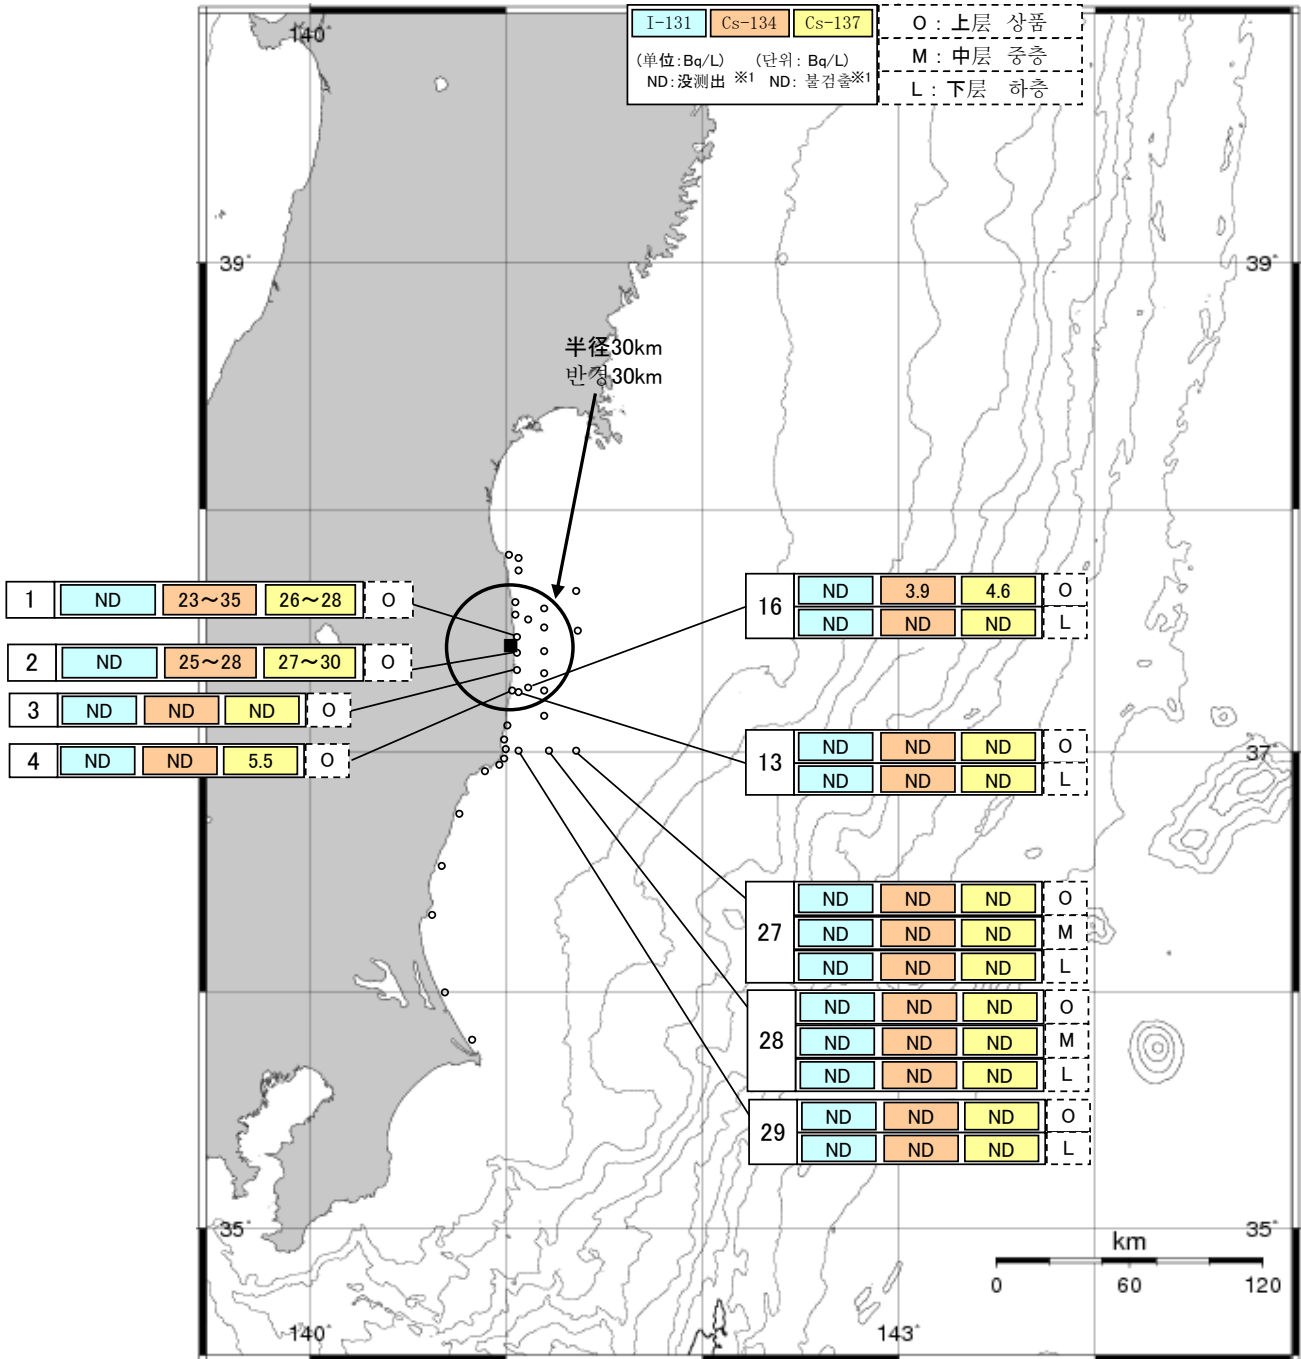 I-131 Cs-134 Cs-137
(単位:Bq/L) (단위: Bq/L)
ND:没測出 ※1 ND: 불검출※1
O : 上层 상품
M : 中层 중층
L : 下层 하층
140°
39° 39°
半径30km
반경30km
1 ND 23～35 26～28 O
2 ND 25～28 27～30 O
3 ND ND ND O
4 ND ND 5.5 O
16 ND 3.9 4.6 O
ND ND ND L
37°
13 ND ND ND O
ND ND ND L
27 ND ND ND O
ND ND ND M
ND ND ND L
28 ND ND ND O
ND ND ND M
ND ND ND L
29 ND ND ND O
ND ND ND L
35° 35°
km
0 60 120
140° 143°